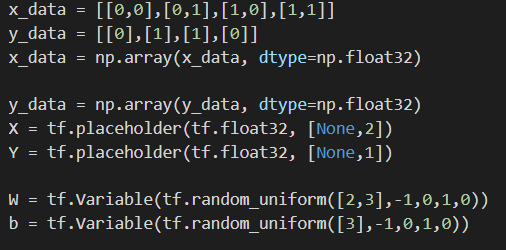 x_data = [[0,0],[0,1],[1,0],[1,1]]
y_data = [[0],[1],[1],[0]]
x_data = np.array(x_data, dtype=np.float32)
y_data = np.array(y_data, dtype=np.float32)
X = tf.placeholder(tf.float32, [None,2])
Y = tf.placeholder(tf.float32, [None,1])
W = tf.Variable(tf.random_uniform([2,3],-1,0,1,0))
b = tf.Variable(tf.random_uniform([3],-1,0,1,0))